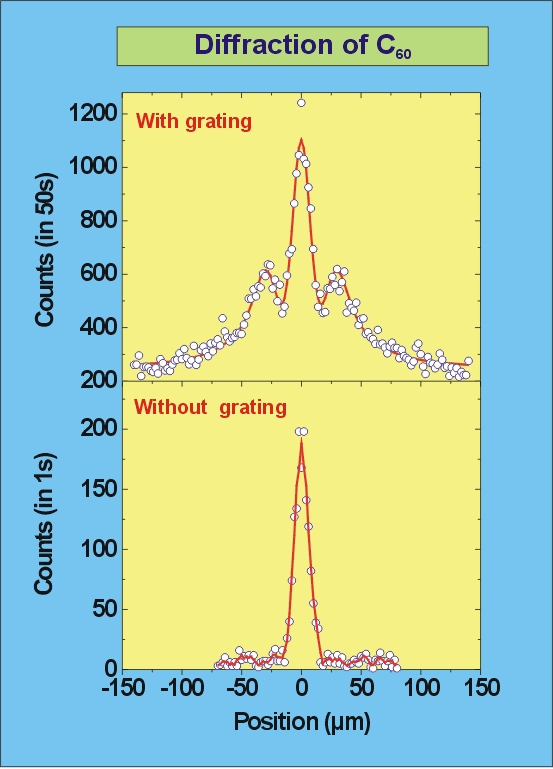 Diffraction of C60
With grating
1200
1000
800
600
400
200
Counts (in 50s)
Without grating
200
150
100
50
0
Counts (in 1s)
-150 -100 -50 0 50 100 150
Position (µm)